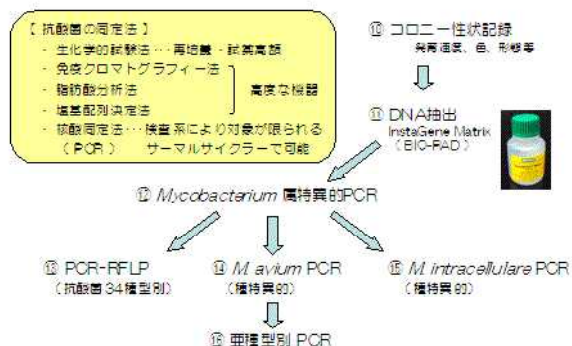 【 抗酸菌の同定法 】
・ 生化学的試験法‥‥再培養・試薬高額
・ 免疫クロマトグラフィー法
・ 脂肪酸分析法
・ 塩基配列決定法
高度な機器
・ 核酸同定法‥‥検査系により対象が限られる
（PCR） サーマルサイクラーで可能
⑩ コロニー性状記録
発育速度、色、形態等
⑪ DNA抽出
InstaGene Matrix
（BIO-RAD）
⑫ Mycobacterium 属特異的PCR
⑬ PCR-RFLP
（抗酸菌34種型別）
⑭ M. avium PCR
（種特異的）
⑮ M. intracellulare PCR
（種特異的）
⑯ 亜種型別 PCR